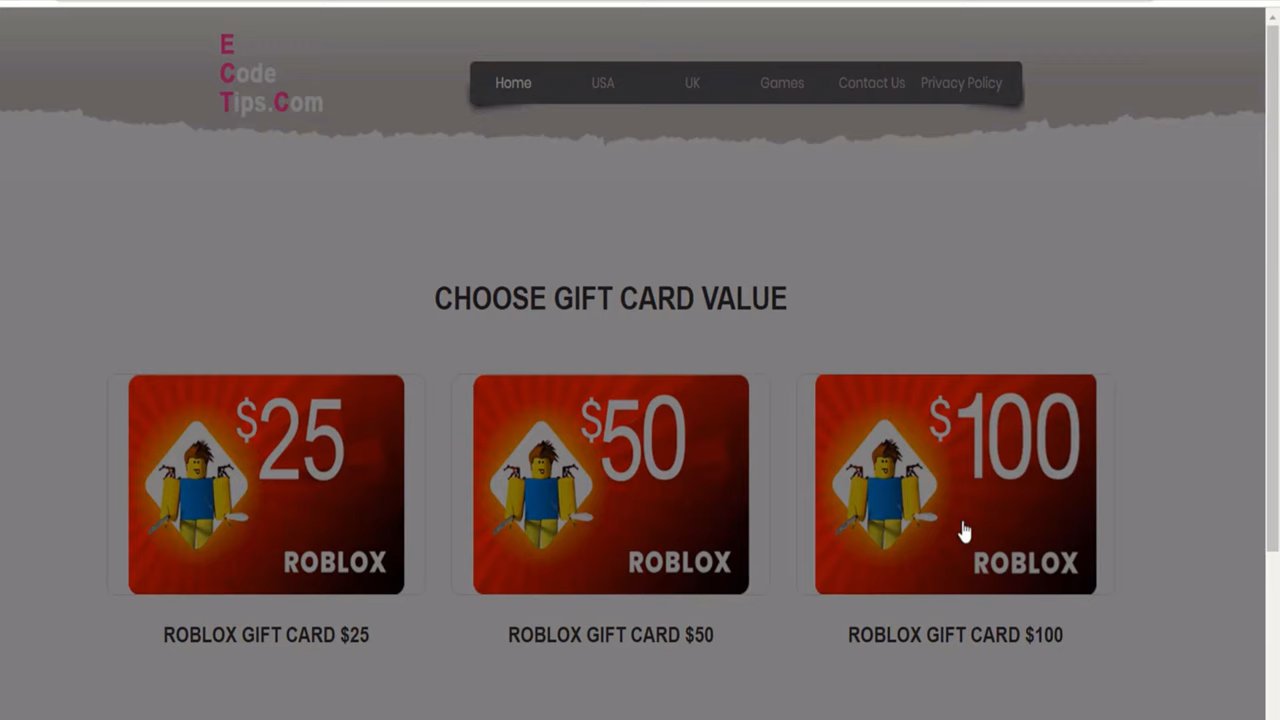 E
Code
Tips.Com
Home USA UK Games Contact Us Privacy Policy
CHOOSE GIFT CARD VALUE
$25 $50 $100
ROBLOX ROBLOX ROBLOX
ROBLOX GIFT CARD $25 ROBLOX GIFT CARD $50 ROBLOX GIFT CARD $100